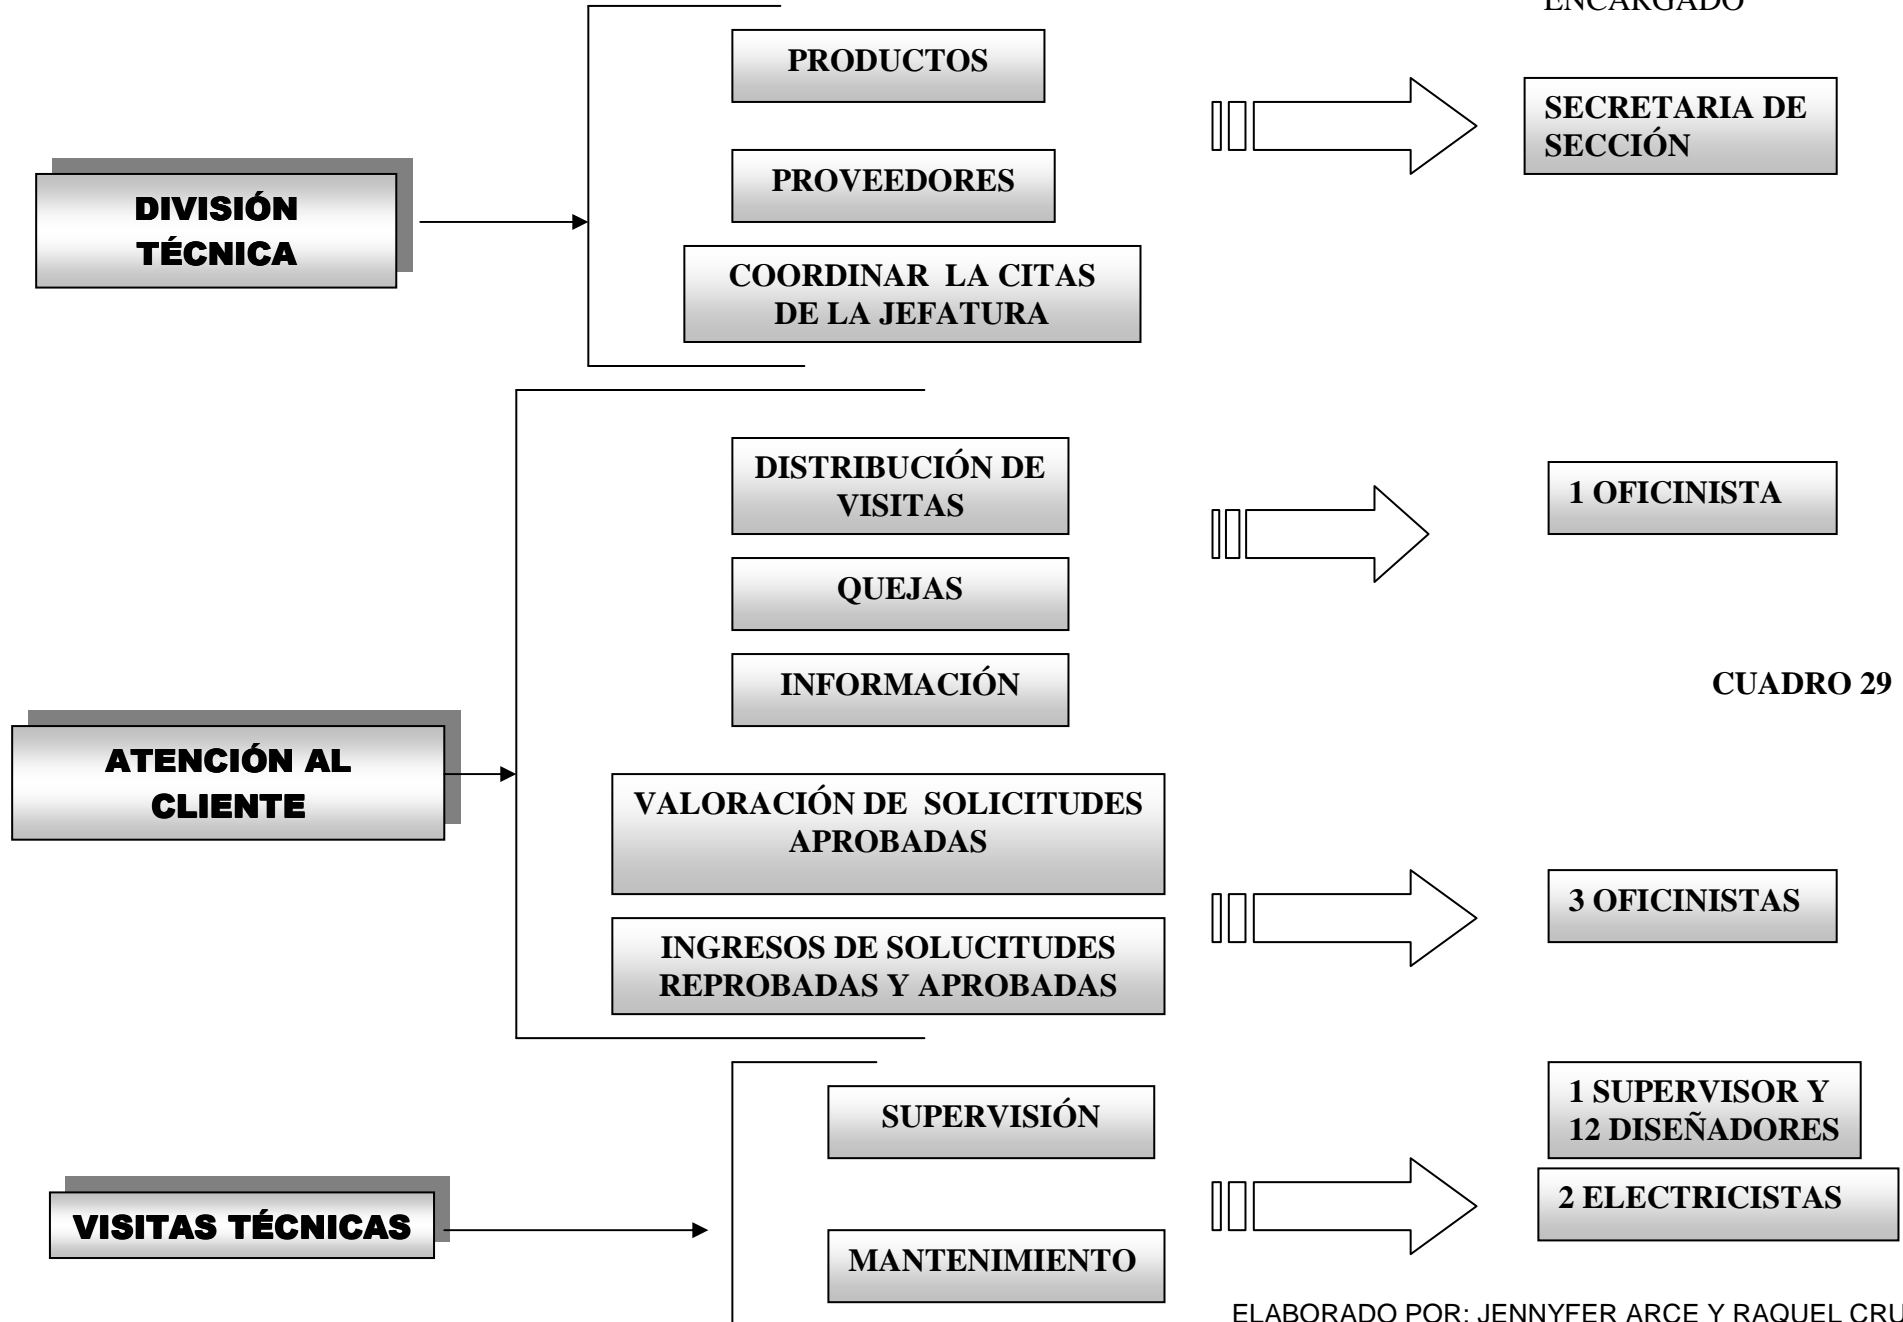 ENCARGADO
PRODUCTOS
SECRETARIA DE
SECCIÓN
PROVEEDORES
DIVISIÓN
TÉCNICA
COORDINAR LA CITAS
DE LA JEFATURA
DISTRIBUCIÓN DE
VISITAS
1 OFICINISTA
QUEJAS
INFORMACIÓN
CUADRO 29
ATENCIÓN AL
CLIENTE
VALORACIÓN DE SOLICITUDES
APROBADAS
3 OFICINISTAS
INGRESOS DE SOLUCITUDES
REPROBADAS Y APROBADAS
SUPERVISIÓN
1 SUPERVISOR Y
12 DISEÑADORES
VISITAS TÉCNICAS
2 ELECTRICISTAS
MANTENIMIENTO
ELABORADO POR: JENNYFER ARCE Y RAQUEL CRU